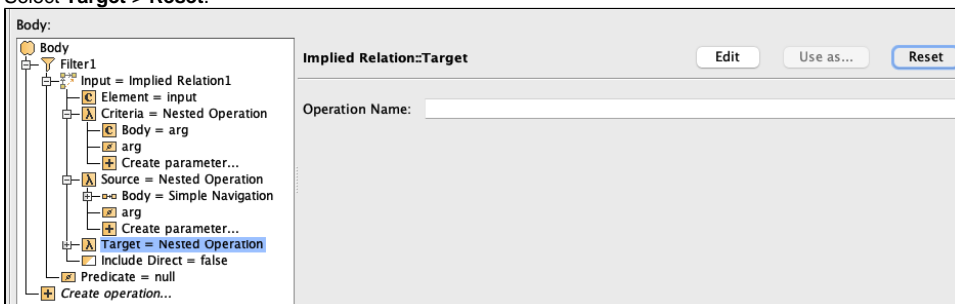 Select Target > Reset.
Body:
Body
Filter1
Input = Implied Relation1
Element = input
Criteria = Nested Operation
Body = arg
arg
Create parameter...
Source = Nested Operation
Body = Simple Navigation
arg
Create parameter...
Target = Nested Operation
Include Direct = false
Predicate = null
Create operation...
Implied Relation::Target
Edit
Use as...
Reset
Operation Name: